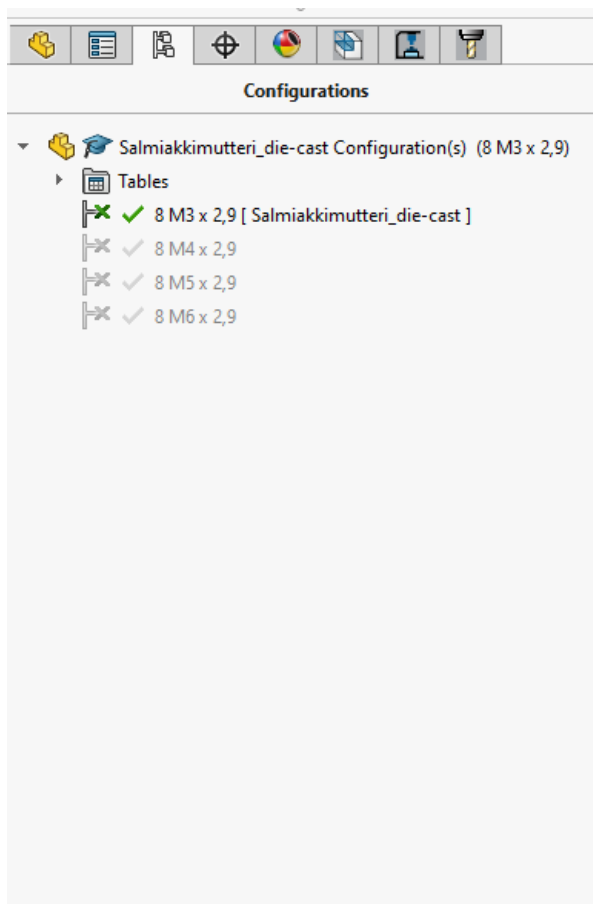 Configurations
Salmiakkimutteri_die-cast Configuration(s) (8 M3 x 2,9)
Tables
8 M3 x 2,9 [ Salmiakkimutteri_die-cast ]
8 M4 x 2,9
8 M5 x 2,9
8 M6 x 2,9